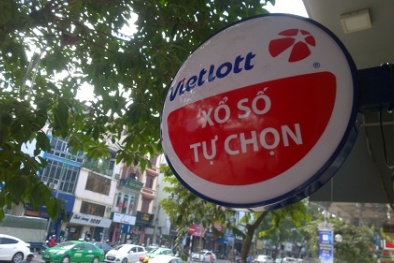 Vietlott ®
XỔ SỐ
TỰ CHỌN